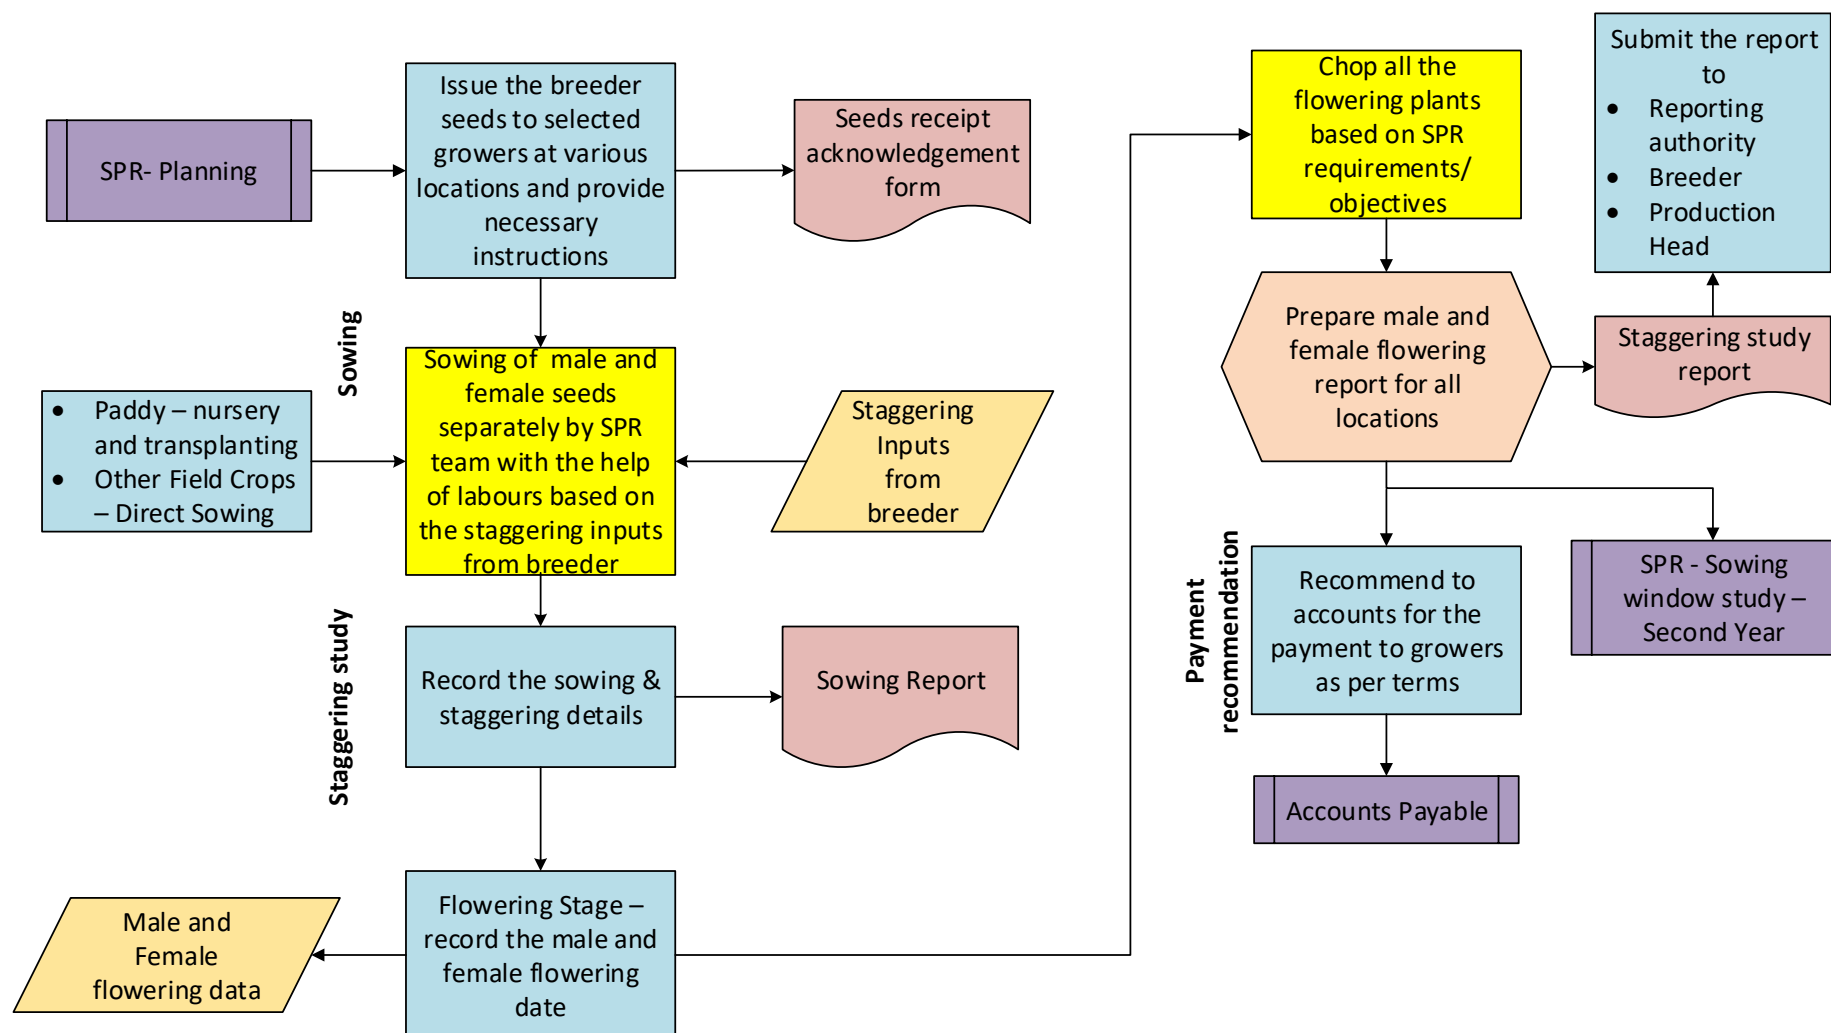 SPR- Planning
Issue the breeder
seeds to selected
growers at various
locations and provide
necessary
instructions
Seeds receipt
acknowledgement
form
Sowing
Paddy – nursery
and transplanting
Other Field Crops
– Direct Sowing
Sowing of male and
female seeds
separately by SPR
team with the help
of labours based on
the staggering inputs
from breeder
Staggering
Inputs
from
breeder
Staggering study
Record the sowing &
staggering details
Sowing Report
Male and
Female
flowering data
Flowering Stage –
record the male and
female flowering
date
Chop all the
flowering plants
based on SPR
requirements/
objectives
Submit the report
to
Reporting
authority
Breeder
Production
Head
Prepare male and
female flowering
report for all
locations
Staggering study
report
Payment
recommendation
Recommend to
accounts for the
payment to growers
as per terms
SPR - Sowing
window study –
Second Year
Accounts Payable